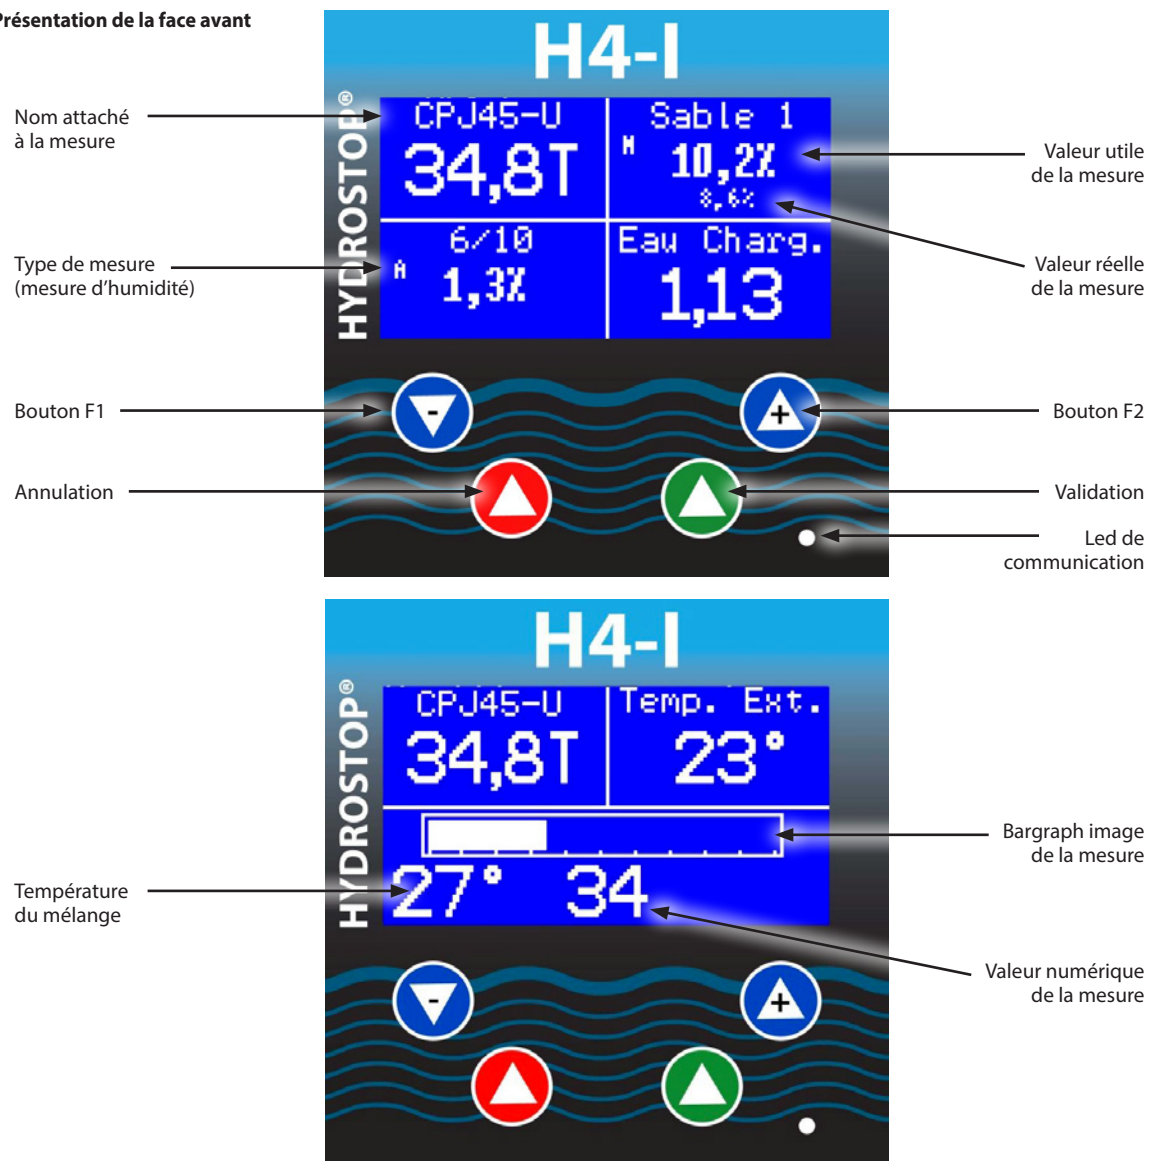 Présentation de la face avant
H4-I
HYDROSTOP®
CPJ45-U
34,8T
Sable 1
M
10,2%
8,6%
6/10
A
1,3%
Eau Charg.
1,13
Nom attaché
à la mesure
Type de mesure
(mesure d’humidité)
Bouton F1
Annulation
Valeur utile
de la mesure
Valeur réelle
de la mesure
Bouton F2
Validation
Led de
communication
-
+
H4-I
HYDROSTOP®
CPJ45-U
34,8T
Temp. Ext.
23°
27° 34
Température
du mélange
Bargraph image
de la mesure
Valeur numérique
de la mesure
-
+